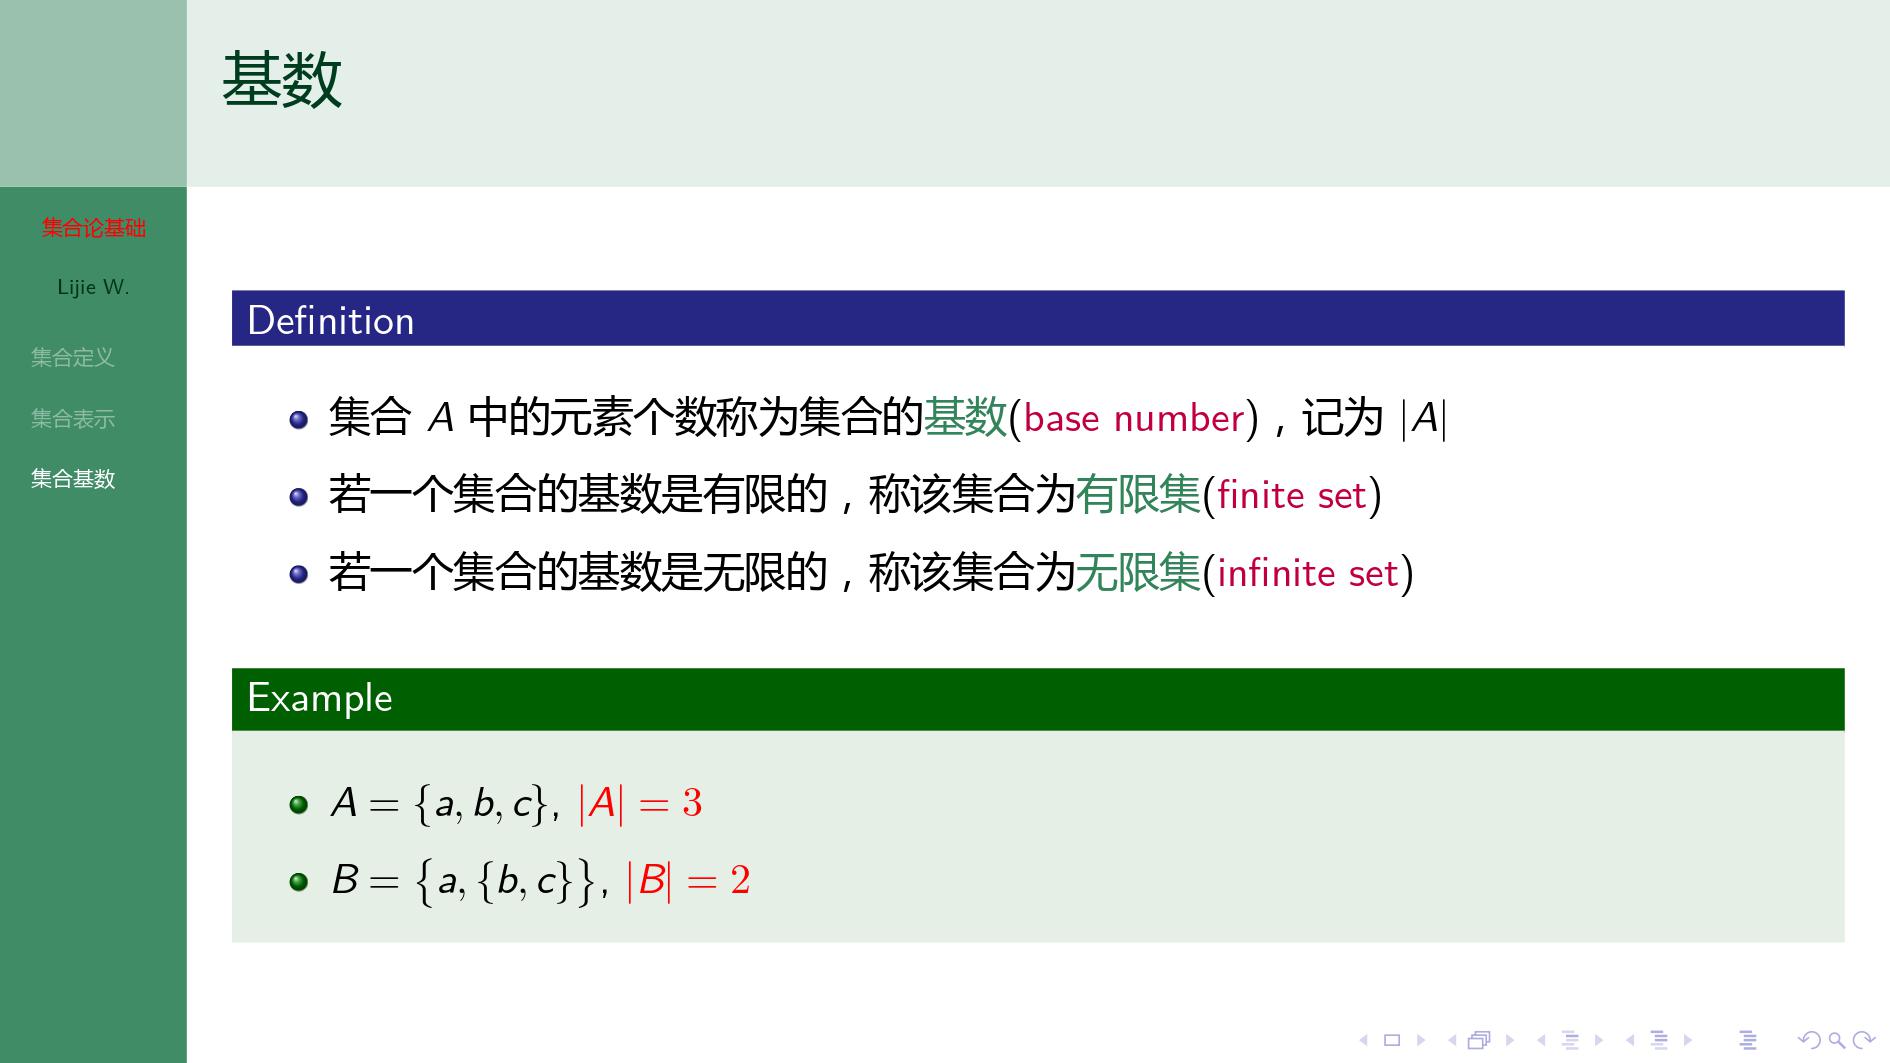 基数
集合论基础
Lijie W.
集合定义
集合表示
集合基数
Definition
集合 A 中的元素个数称为集合的基数(base number)，记为 |A|
若一个集合的基数是有限的，称该集合为有限集(finite set)
若一个集合的基数是无限的，称该集合为无限集(infinite set)
Example
A = {a, b, c}, |A| = 3
B = {a, {b, c}}, |B| = 2